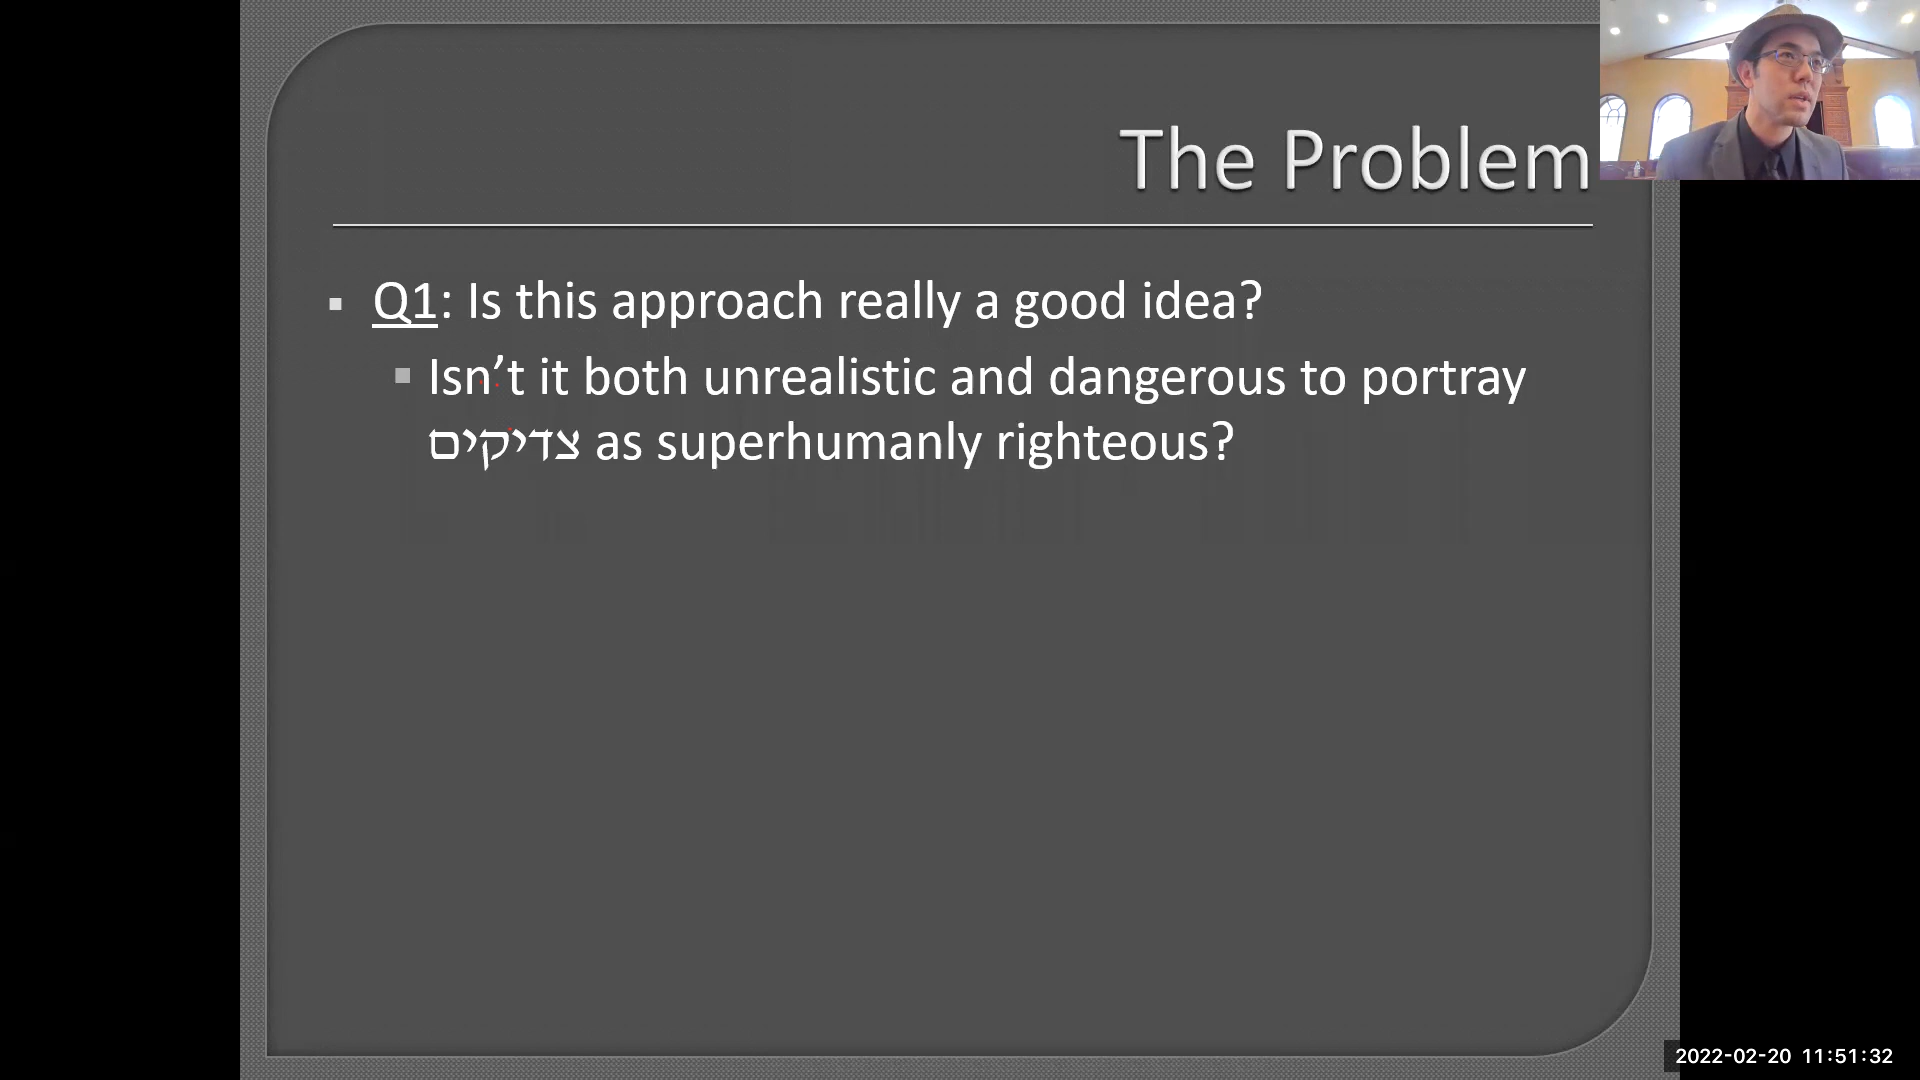 The Problem
Q1: Is this approach really a good idea?
Isn’t it both unrealistic and dangerous to portray
צדיקים as superhumanly righteous?
2022-02-20 11:51:32